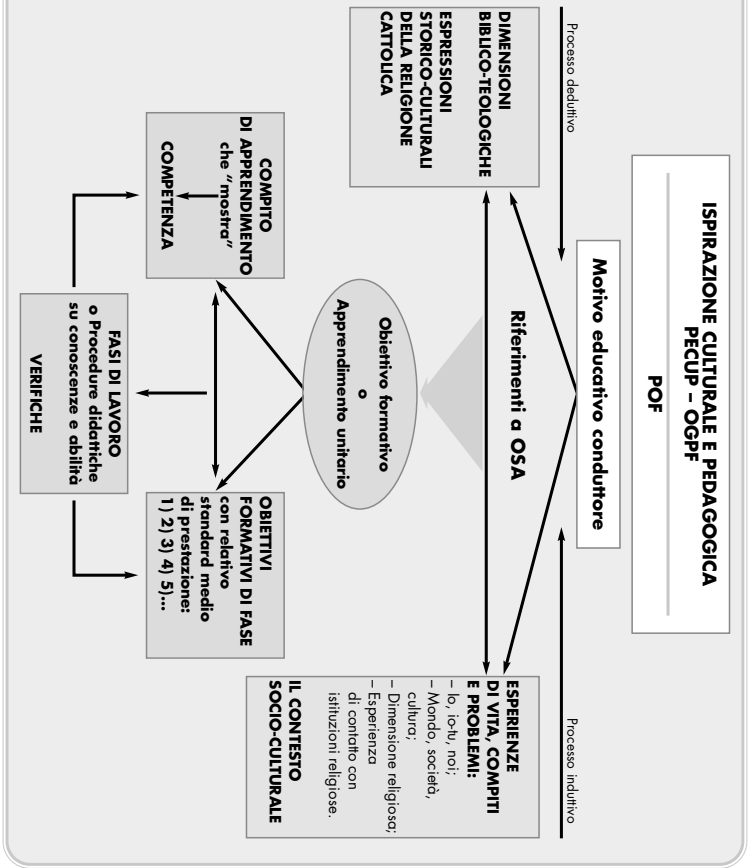 ISPIRAZIONE CULTURALE E PEDAGOGICA
PECUP – OGPF
POF
Processo deduttivo
Motivo educativo conduttore
Processo induttivo
DIMENSIONI
BIBLICO-TEOLOGICHE
ESPRESSIONI
STORICO-CULTURALI
DELLA RELIGIONE
CATTOLICA
Riferimenti a OSA
ESPERIENZE
DI VITA, COMPITI
E PROBLEMI:
– Io, io-tu, noi;
– Mondo, società,
cultura;
– Dimensione religiosa;
– Esperienza
di contatto con
istituzioni religiose.
IL CONTESTO
SOCIO-CULTURALE
Obiettivo formativo
o
Apprendimento unitario
COMPITO
DI APPRENDIMENTO
che “mostra”
COMPETENZA
OBIETTIVI
FORMATIVI DI FASE
con relativo
standard medio
di prestazione:
1) 2) 3) 4) 5)...
FASI DI LAVORO
o Procedure didattiche
su conoscenze e abilità
VERIFICHE